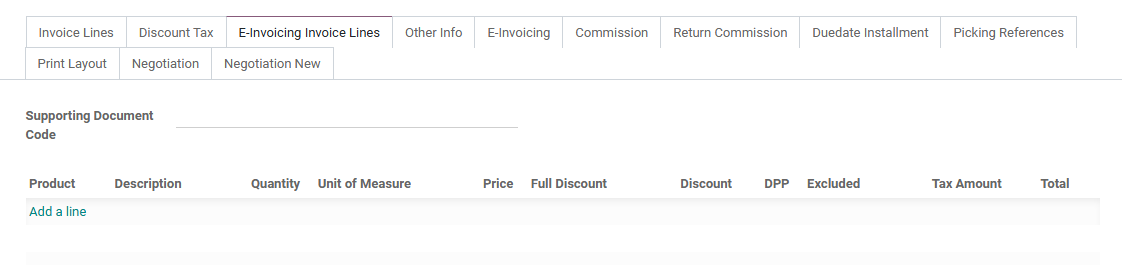 Invoice Lines Discount Tax E-Invoicing Invoice Lines Other Info E-Invoicing Commission Return Commission Duedate Installment Picking References
Print Layout Negotiation Negotiation New
Supporting Document
Code
Product Description Quantity Unit of Measure Price Full Discount Discount DPP Excluded Tax Amount Total
Add a line